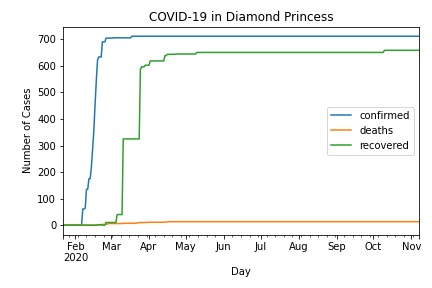 COVID-19 in Diamond Princess
Number of Cases
700
600
500
400
300
200
100
0
confirmed
deaths
recovered
Feb Mar Apr May Jun Jul Aug Sep Oct Nov
2020
Day